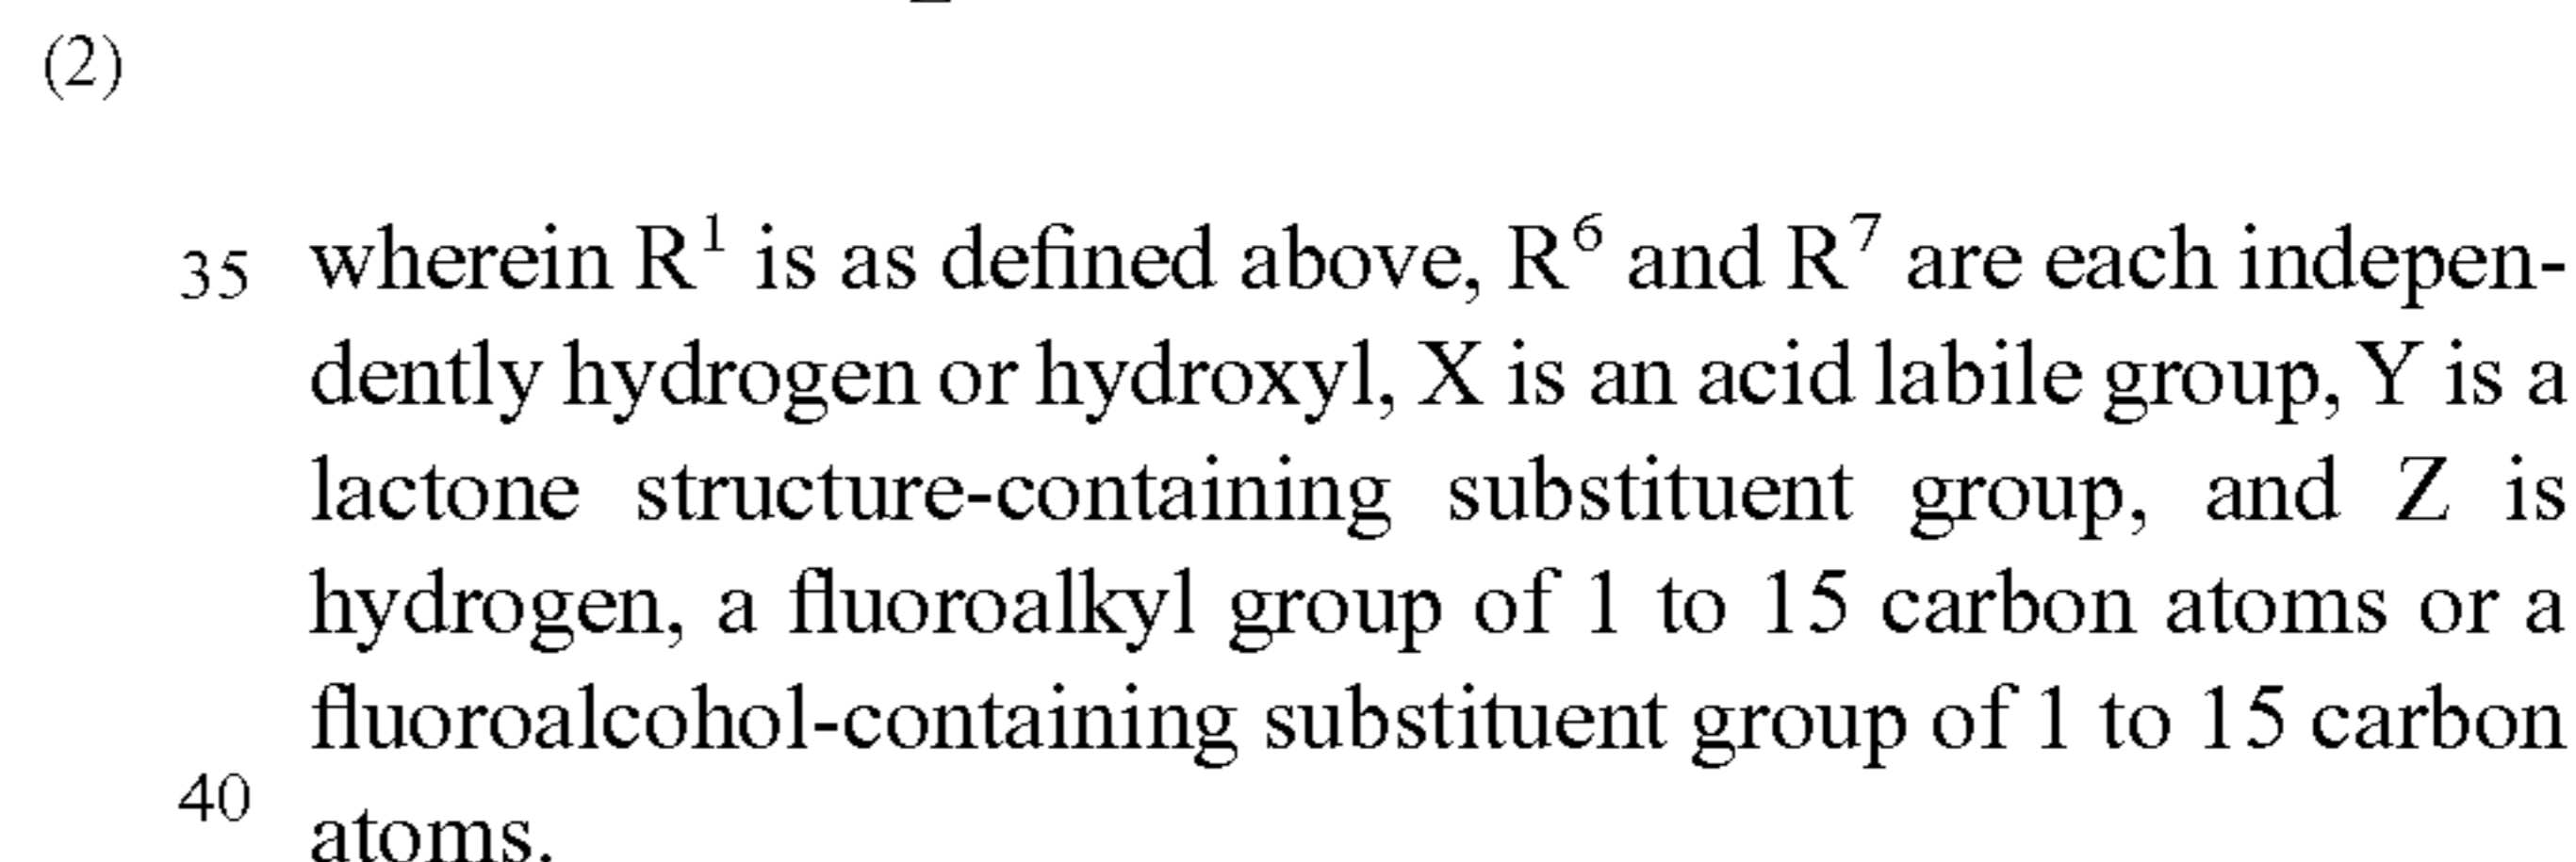 (2)
35 wherein R¹ is as defined above, R⁶ and R⁷ are each indepen-
dently hydrogen or hydroxyl, X is an acid labile group, Y is a
lactone structure-containing substituent group, and Z is
hydrogen, a fluoroalkyl group of 1 to 15 carbon atoms or a
fluoroalcohol-containing substituent group of 1 to 15 carbon
40 atoms.